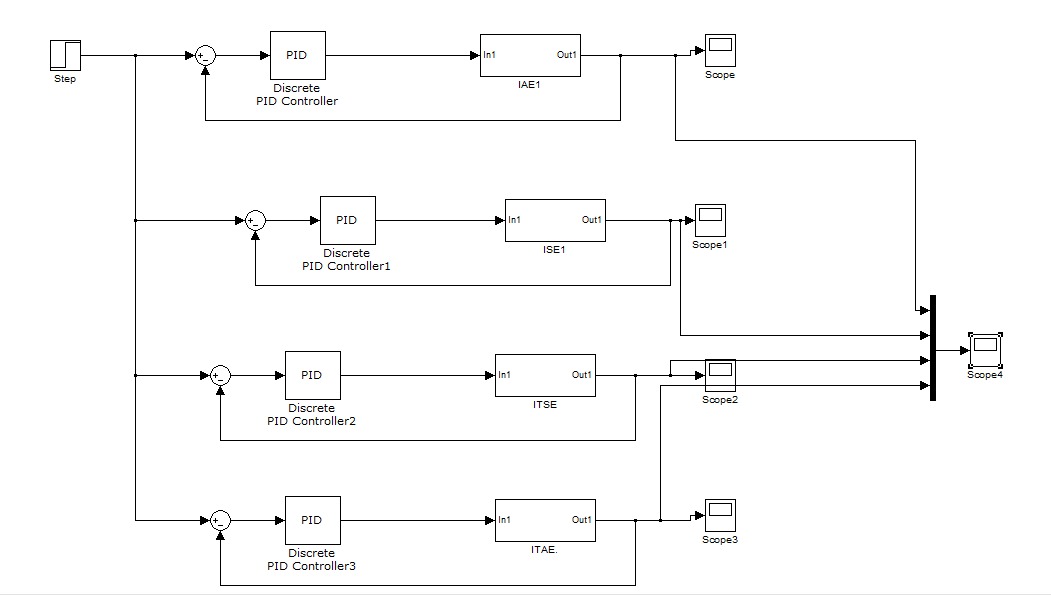 Step
+
-
PID
Discrete
PID Controller
In1
Out1
IAE1
Scope
+
-
PID
Discrete
PID Controller1
In1
Out1
ISE1
Scope1
+
-
PID
Discrete
PID Controller2
In1
Out1
ITSE
Scope2
Scope4
+
-
PID
Discrete
PID Controller3
In1
Out1
ITAE.
Scope3